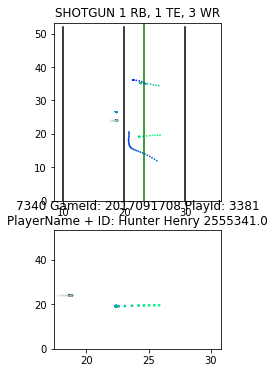 SHOTGUN 1 RB, 1 TE, 3 WR
50
40
30
20
10
0
10 20 30
7340 GameId: 2017091708 PlayId: 3381
PlayerName + ID: Hunter Henry 2555341.0
40
20
0
20 25 30